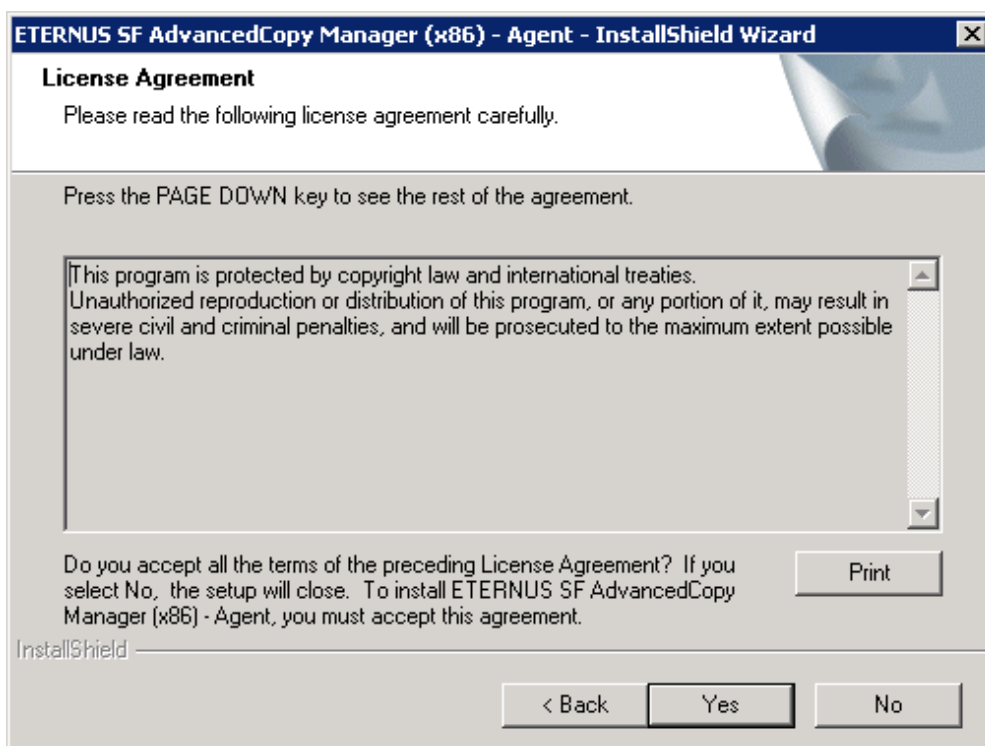 ETERNUS SF AdvancedCopy Manager (x86) - Agent - InstallShield Wizard
License Agreement
Please read the following license agreement carefully.
Press the PAGE DOWN key to see the rest of the agreement.
This program is protected by copyright law and international treaties.
Unauthorized reproduction or distribution of this program, or any portion of it, may result in
severe civil and criminal penalties, and will be prosecuted to the maximum extent possible
under law.
Do you accept all the terms of the preceding License Agreement?  If you
select No,  the setup will close.  To install ETERNUS SF AdvancedCopy
Manager (x86) - Agent, you must accept this agreement.
Print
InstallShield
< Back
Yes
No